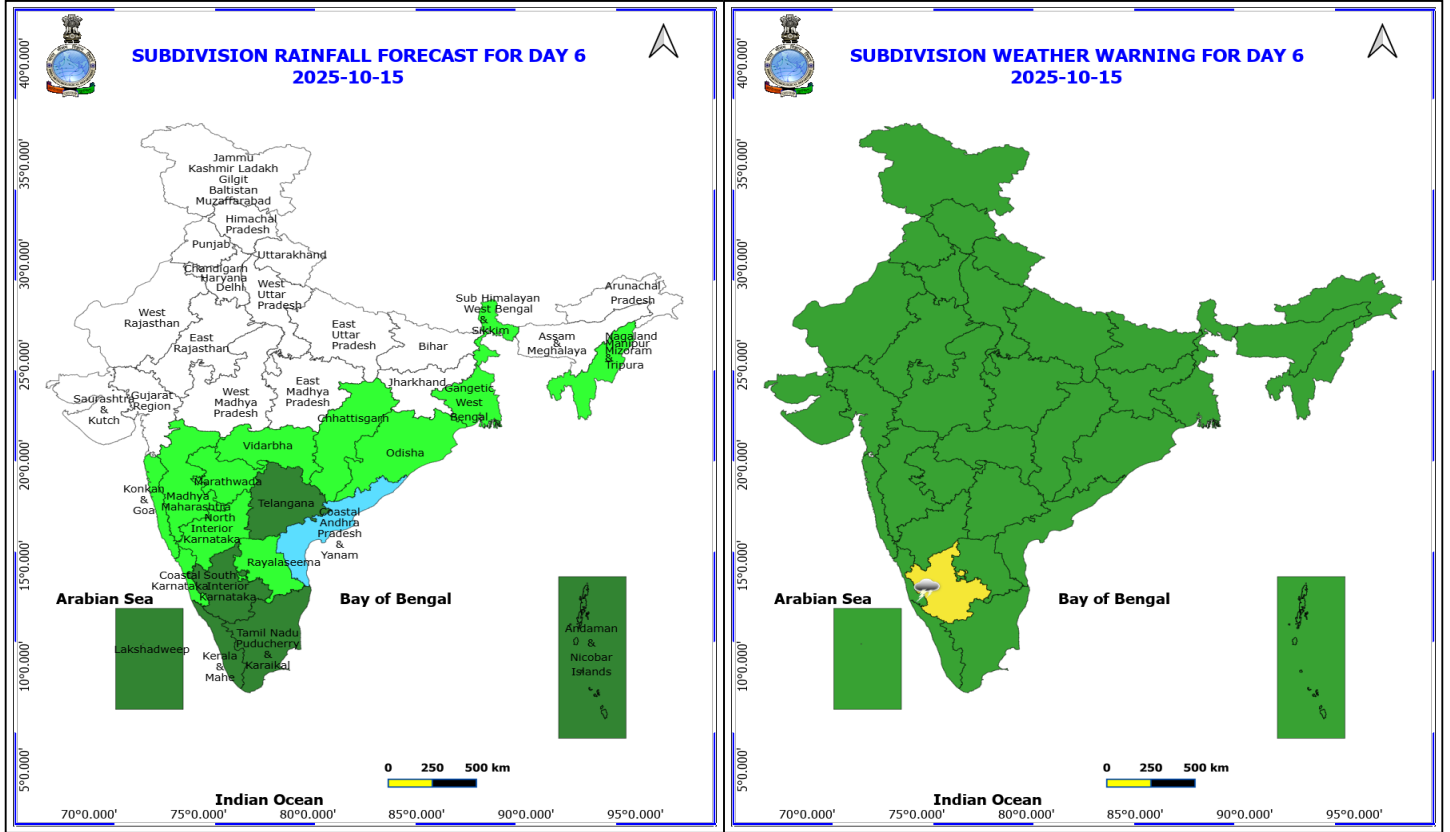 SUBDIVISION RAINFALL FORECAST FOR DAY 6
2025-10-15
40°0.000'
35°0.000'
30°0.000'
25°0.000'
20°0.000'
15°0.000'
10°0.000'
5°0.000'
Jammu
Kashmir Ladakh
Gilgit
Baltistan
Muzaffarabad
Himachal
Pradesh
Punjab
Uttarakhand
Chandigarh
Haryana
Delhi
West
Uttar
Pradesh
Arunachal
Pradesh
Sub Himalayan
West Bengal
&
Sikkim
West
Rajasthan
East
Rajasthan
East
Uttar
Pradesh
Bihar
Assam
&
Meghalaya
Nagaland
Manipur
Mizoram
&
Tripura
Saurashtra
&
Kutch
Gujarat
Region
West
Madhya
Pradesh
East
Madhya
Pradesh
Jharkhand
Gangetic
West
Bengal
Chhattisgarh
Vidarbha
Odisha
Konkan
&
Goa
Marathwada
Madhya
Maharashtra
North
Interior
Karnataka
Telangana
Coastal
Andhra
Pradesh
&
Yanam
Rayalaseema
Coastal
Karnataka
South
Interior
Karnataka
Arabian Sea
Bay of Bengal
Lakshadweep
Kerala
&
Mahe
Tamil Nadu
Puducherry
&
Karaikal
Andaman
&
Nicobar
Islands
0 250 500 km
Indian Ocean
70°0.000' 75°0.000' 80°0.000' 85°0.000' 90°0.000' 95°0.000'
SUBDIVISION WEATHER WARNING FOR DAY 6
2025-10-15
40°0.000'
35°0.000'
30°0.000'
25°0.000'
20°0.000'
15°0.000'
10°0.000'
5°0.000'
Arabian Sea
Bay of Bengal
0 250 500 km
Indian Ocean
70°0.000' 75°0.000' 80°0.000' 85°0.000' 90°0.000' 95°0.000'